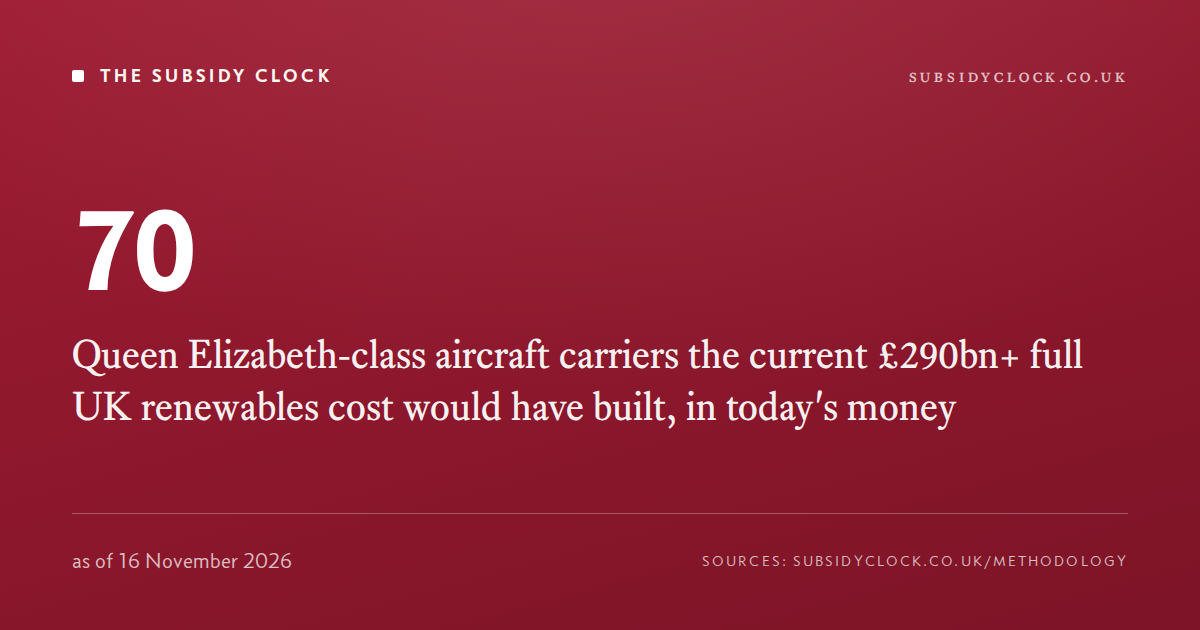 THE SUBSIDY CLOCK
SUBSIDYCLOCK.CO.UK
70
Queen Elizabeth-class aircraft carriers the current £290bn+ full
UK renewables cost would have built, in today's money
as of 16 November 2026
SOURCES: SUBSIDYCLOCK.CO.UK/METHODOLOGY